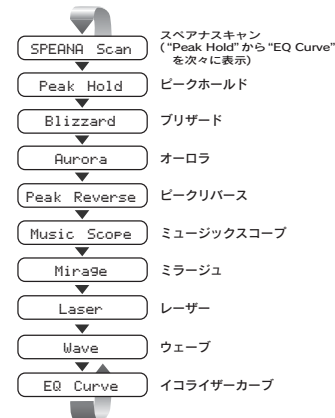 SPEANA Scan
スペアナスキャン
(“Peak Hold”から“EQ Curve”
を次々に表示)
Peak Hold
ピークホールド
Blizzard
ブリザード
Aurora
オーロラ
Peak Reverse
ピークリバース
Music Scope
ミュージックスコープ
Mirage
ミラージュ
Laser
レーザー
Wave
ウェーブ
EQ Curve
イコライザーカーブ